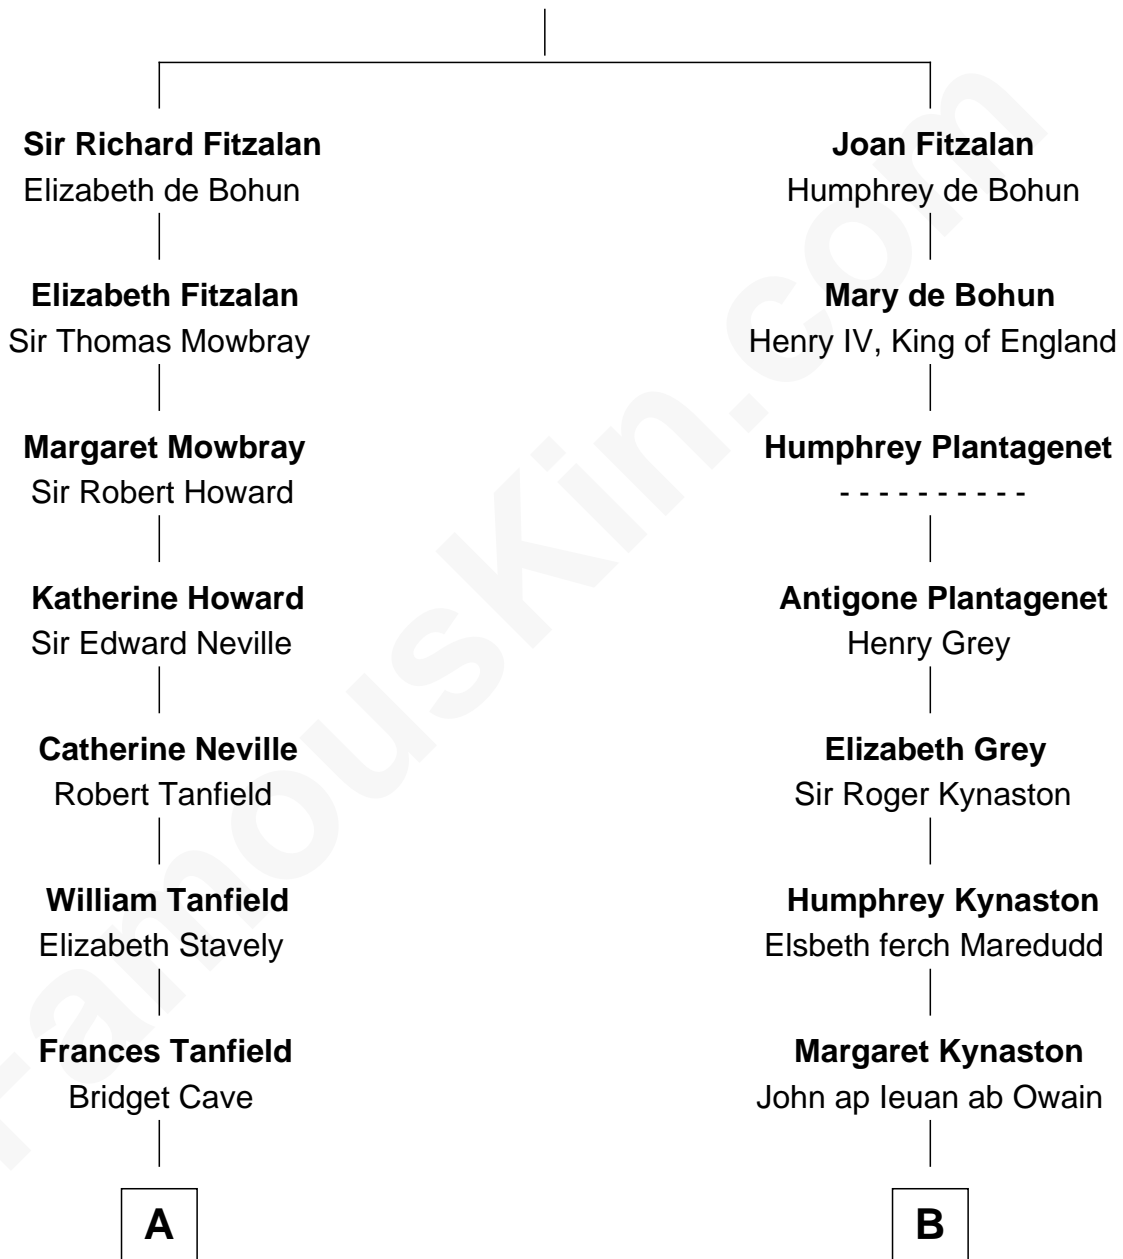 Sir Richard Fitzalan
Elizabeth de Bohun
Elizabeth Fitzalan
Sir Thomas Mowbray
Margaret Mowbray
Sir Robert Howard
Katherine Howard
Sir Edward Neville
Catherine Neville
Robert Tanfield
William Tanfield
Elizabeth Stavely
Frances Tanfield
Bridget Cave
A
Joan Fitzalan
Humphrey de Bohun
Mary de Bohun
Henry IV, King of England
Humphrey Plantagenet
- - - - - - - - - -
Antigone Plantagenet
Henry Grey
Elizabeth Grey
Sir Roger Kynaston
Humphrey Kynaston
Elsbeth ferch Maredudd
Margaret Kynaston
John ap Ieuan ab Owain
B
FamousKin.com